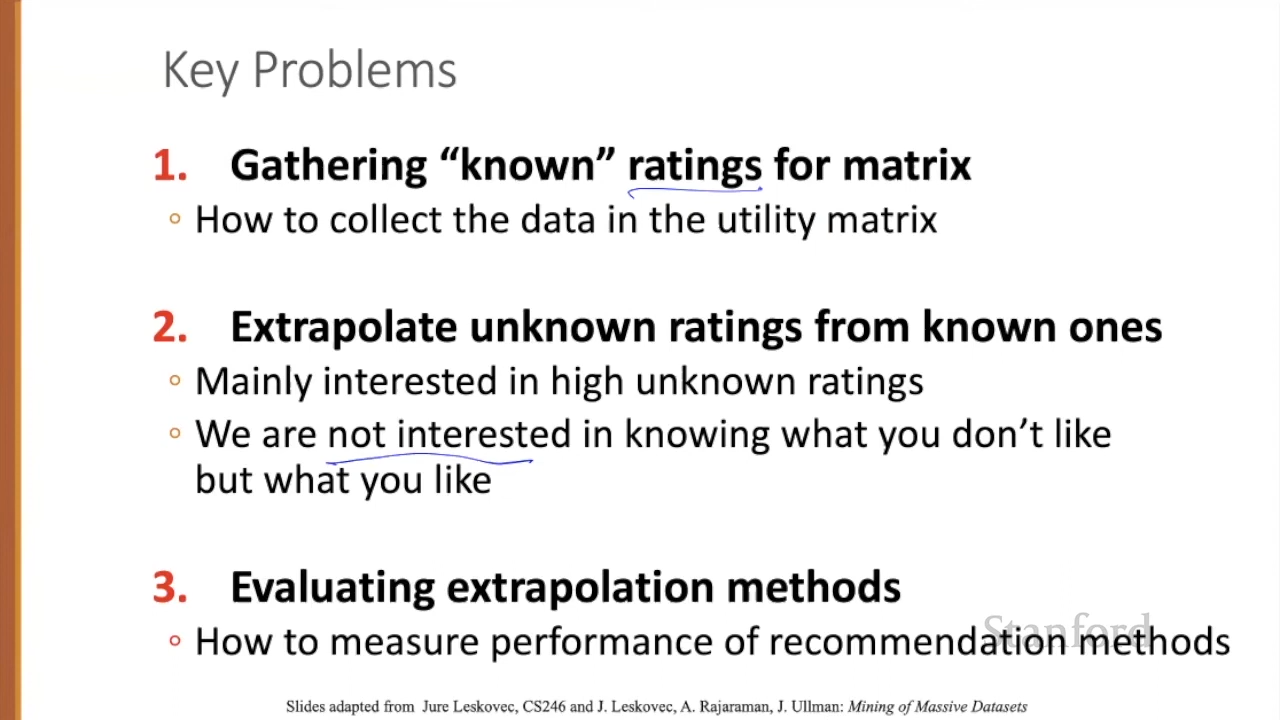 Key Problems
1. Gathering “known” ratings for matrix
◦ How to collect the data in the utility matrix
2. Extrapolate unknown ratings from known ones
◦ Mainly interested in high unknown ratings
◦ We are not interested in knowing what you don’t like
but what you like
3. Evaluating extrapolation methods
Stanford
◦ How to measure performance of recommendation methods
Slides adapted from Jure Leskovec, CS246 and J. Leskovec, A. Rajaraman, J. Ullman: Mining of Massive Datasets